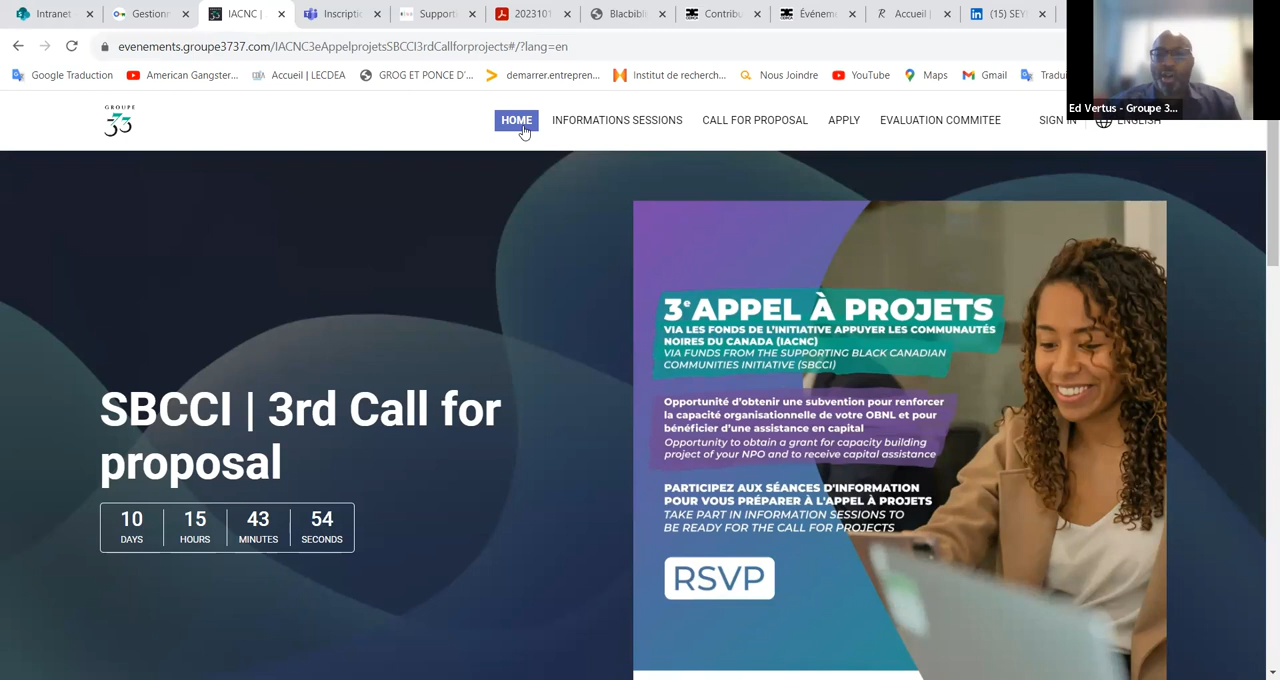 Intranet
Gestionn
IACNC |
Inscriptio
Support
2023101
Blacbible
Contribu
Événeme
Accueil |
(15) SEY
evenements.groupe3737.com/IACNC3eAppelprojetsSBCCI3rdCallforprojects#/?lang=en
Google Traduction
American Gangster...
Accueil | LECDEA
GROG ET PONCE D'...
demarrer.entrepren...
Institut de recherch...
Nous Joindre
YouTube
Maps
Gmail
Tradu
Ed Vertus - Groupe 3...
GROUPE
HOME
INFORMATIONS SESSIONS
CALL FOR PROPOSAL
APPLY
EVALUATION COMMITEE
SIGN IN
ENGLISH
SBCCI | 3rd Call for
proposal
10 15 43 54
DAYS HOURS MINUTES SECONDS
3e APPEL À PROJETS
VIA LES FONDS DE L'INITIATIVE APPUYER LES COMMUNAUTÉS
NOIRES DU CANADA (IACNC)
VIA FUNDS FROM THE SUPPORTING BLACK CANADIAN
COMMUNITIES INITIATIVE (SBCCI)
Opportunité d'obtenir une subvention pour renforcer
la capacité organisationnelle de votre OBNL et pour
bénéficier d'une assistance en capital
Opportunity to obtain a grant for capacity building
project of your NPO and to receive capital assistance
PARTICIPEZ AUX SÉANCES D'INFORMATION
POUR VOUS PRÉPARER À L'APPEL À PROJETS
TAKE PART IN INFORMATION SESSIONS TO
BE READY FOR THE CALL FOR PROJECTS
RSVP